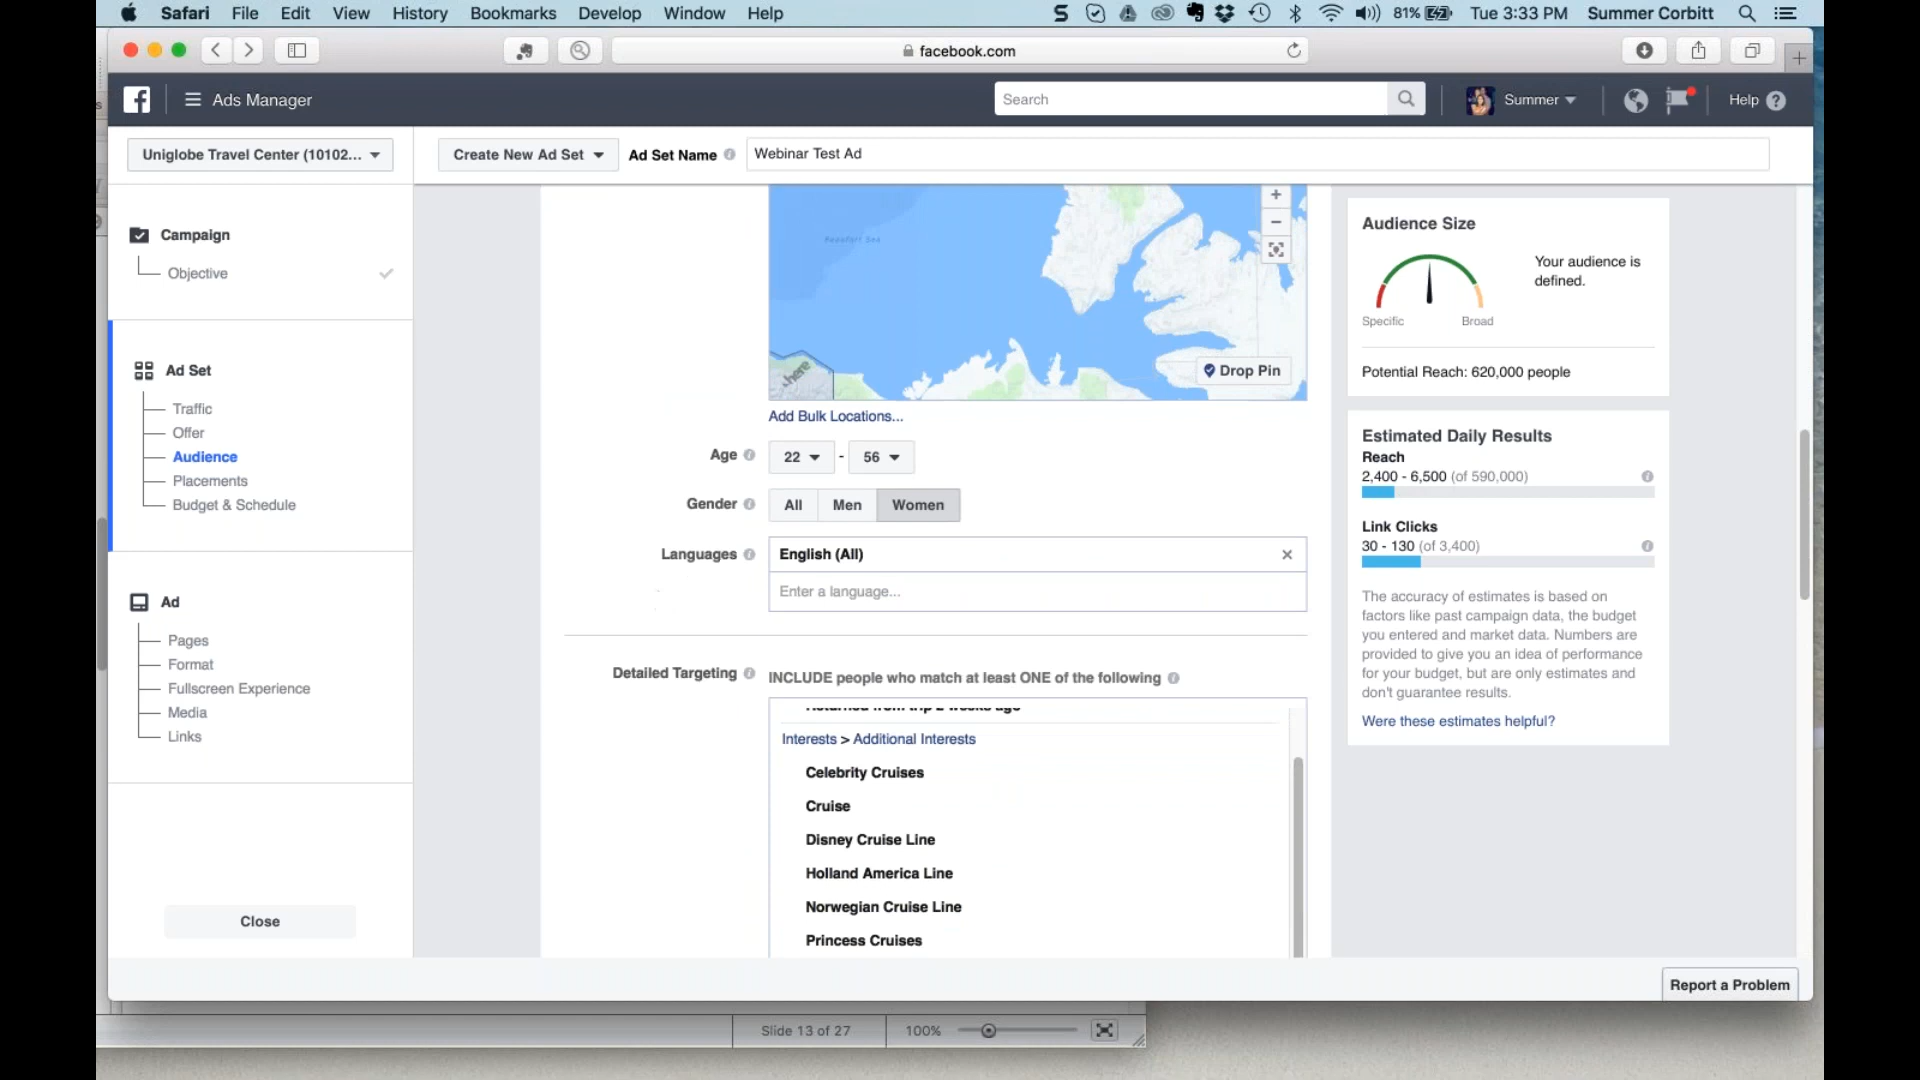 Safari File Edit View History Bookmarks Develop Window Help 81% Tue 3:33 PM Summer Corbitt
facebook.com
Ads Manager Search Summer Help
Uniglobe Travel Center (10102... Create New Ad Set Ad Set Name Webinar Test Ad
Campaign
Objective
Ad Set
Traffic
Offer
Audience
Placements
Budget & Schedule
Ad
Pages
Format
Fullscreen Experience
Media
Links
Close
Beaufort Sea
here
Drop Pin
Add Bulk Locations...
Age 22 - 56
Gender All Men Women
Languages English (All)
Enter a language...
Detailed Targeting INCLUDE people who match at least ONE of the following
Returned from trip 2 weeks ago
Interests > Additional Interests
Celebrity Cruises
Cruise
Disney Cruise Line
Holland America Line
Norwegian Cruise Line
Princess Cruises
Audience Size
Your audience is
defined.
Specific Broad
Potential Reach: 620,000 people
Estimated Daily Results
Reach
2,400 - 6,500 (of 590,000)
Link Clicks
30 - 130 (of 3,400)
The accuracy of estimates is based on
factors like past campaign data, the budget
you entered and market data. Numbers are
provided to give you an idea of performance
for your budget, but are only estimates and
don't guarantee results.
Were these estimates helpful?
Report a Problem
Slide 13 of 27 100%